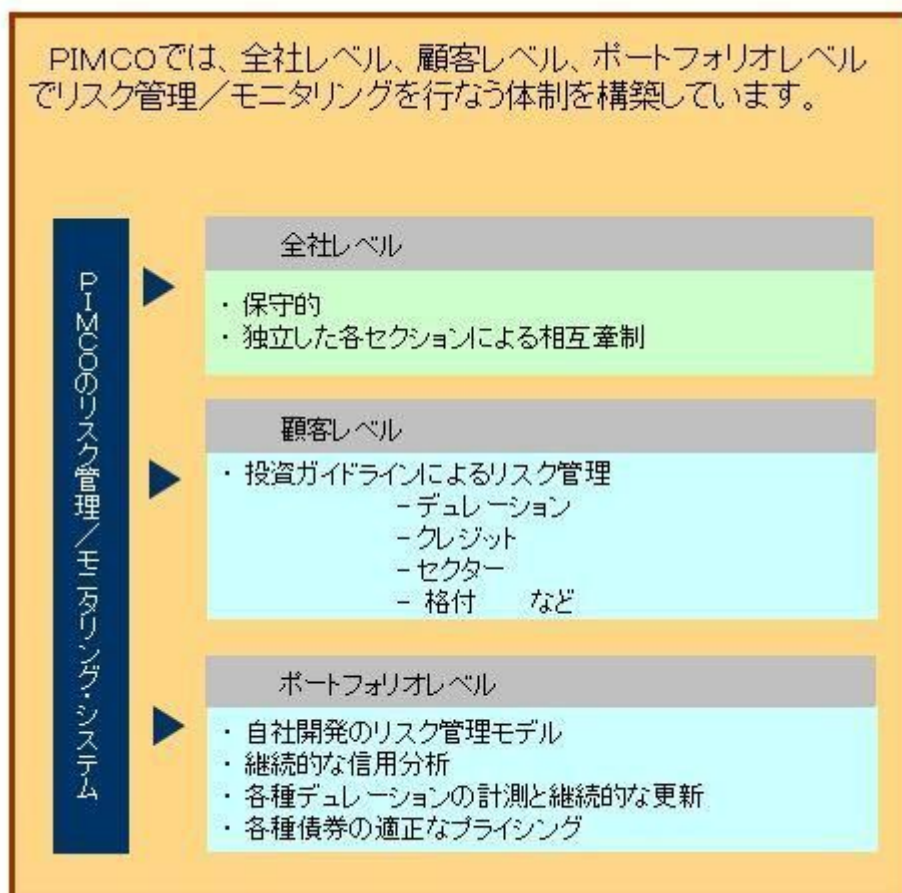 PIMCOでは、全社レベル、顧客レベル、ポートフォリオレベル
でリスク管理／モニタリングを行なう体制を構築しています。
PIMCOのリスク管理／モニタリング・システム
全社レベル
・ 保守的
・ 独立した各セクションによる相互牽制
顧客レベル
・ 投資ガイドラインによるリスク管理
－デュレーション
－クレジット
－セクター
－ 格付　など
ポートフォリオレベル
・ 自社開発のリスク管理モデル
・ 継続的な信用分析
・ 各種デュレーションの計測と継続的な更新
・ 各種債券の適正なプライシング